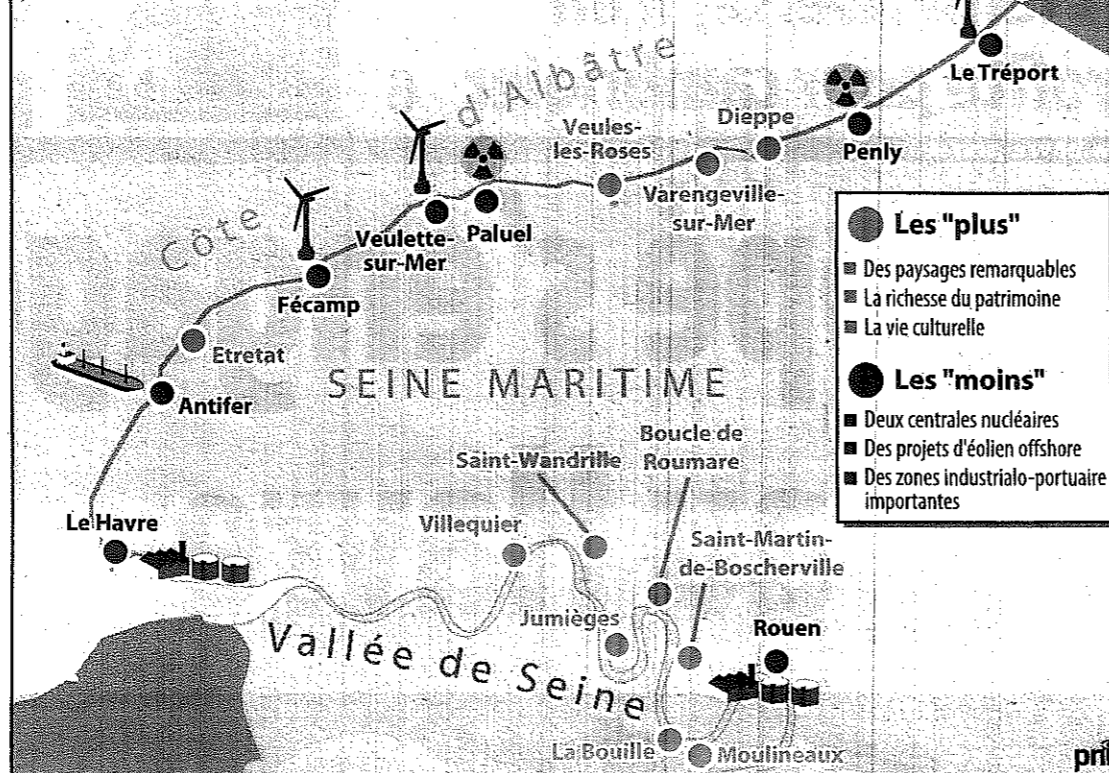 Le Tréport
Côte d'Albâtre
Dieppe
Penly
Veules-
les-Roses
Varengeville-
sur-Mer
Paluel
Veulette-
sur-Mer
Fécamp
Etretat
Antifer
SEINE MARITIME
Les "plus"
Des paysages remarquables
La richesse du patrimoine
La vie culturelle
Les "moins"
Deux centrales nucléaires
Des projets d'éolien offshore
Des zones industrialo-portuaire
importantes
Boucle de
Roumare
Saint-Wandrille
Le Havre
Villequier
Saint-Martin-
de-Boscherville
Jumièges
Rouen
Vallée de Seine
La Bouille
Moulineaux